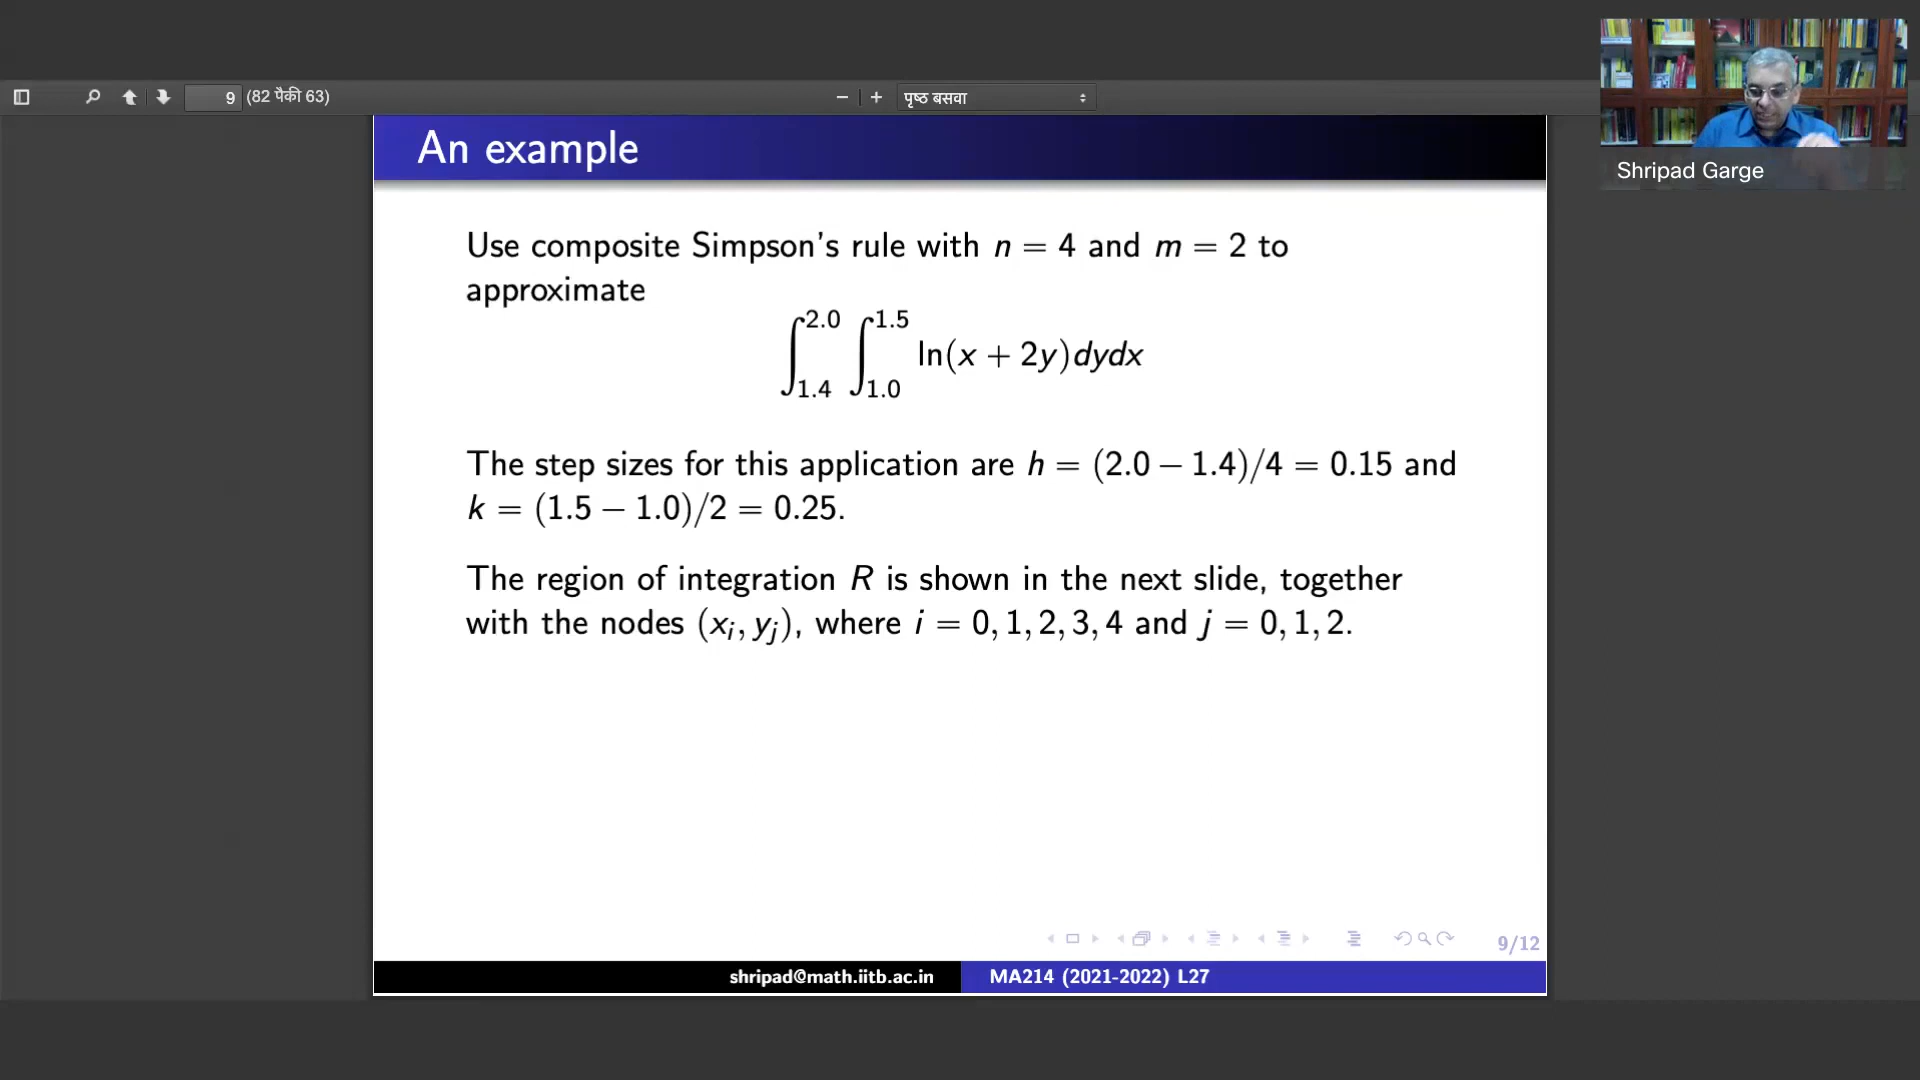 9 (82 पैकी 63)
पृष्ठ बसवा
Shripad Garge
An example
Use composite Simpson's rule with n = 4 and m = 2 to
approximate
∫_{1.4}^{2.0} ∫_{1.0}^{1.5} ln(x + 2y)dydx
The step sizes for this application are h = (2.0 − 1.4)/4 = 0.15 and
k = (1.5 − 1.0)/2 = 0.25.
The region of integration R is shown in the next slide, together
with the nodes (x_i, y_j), where i = 0, 1, 2, 3, 4 and j = 0, 1, 2.
9/12
shripad@math.iitb.ac.in MA214 (2021-2022) L27